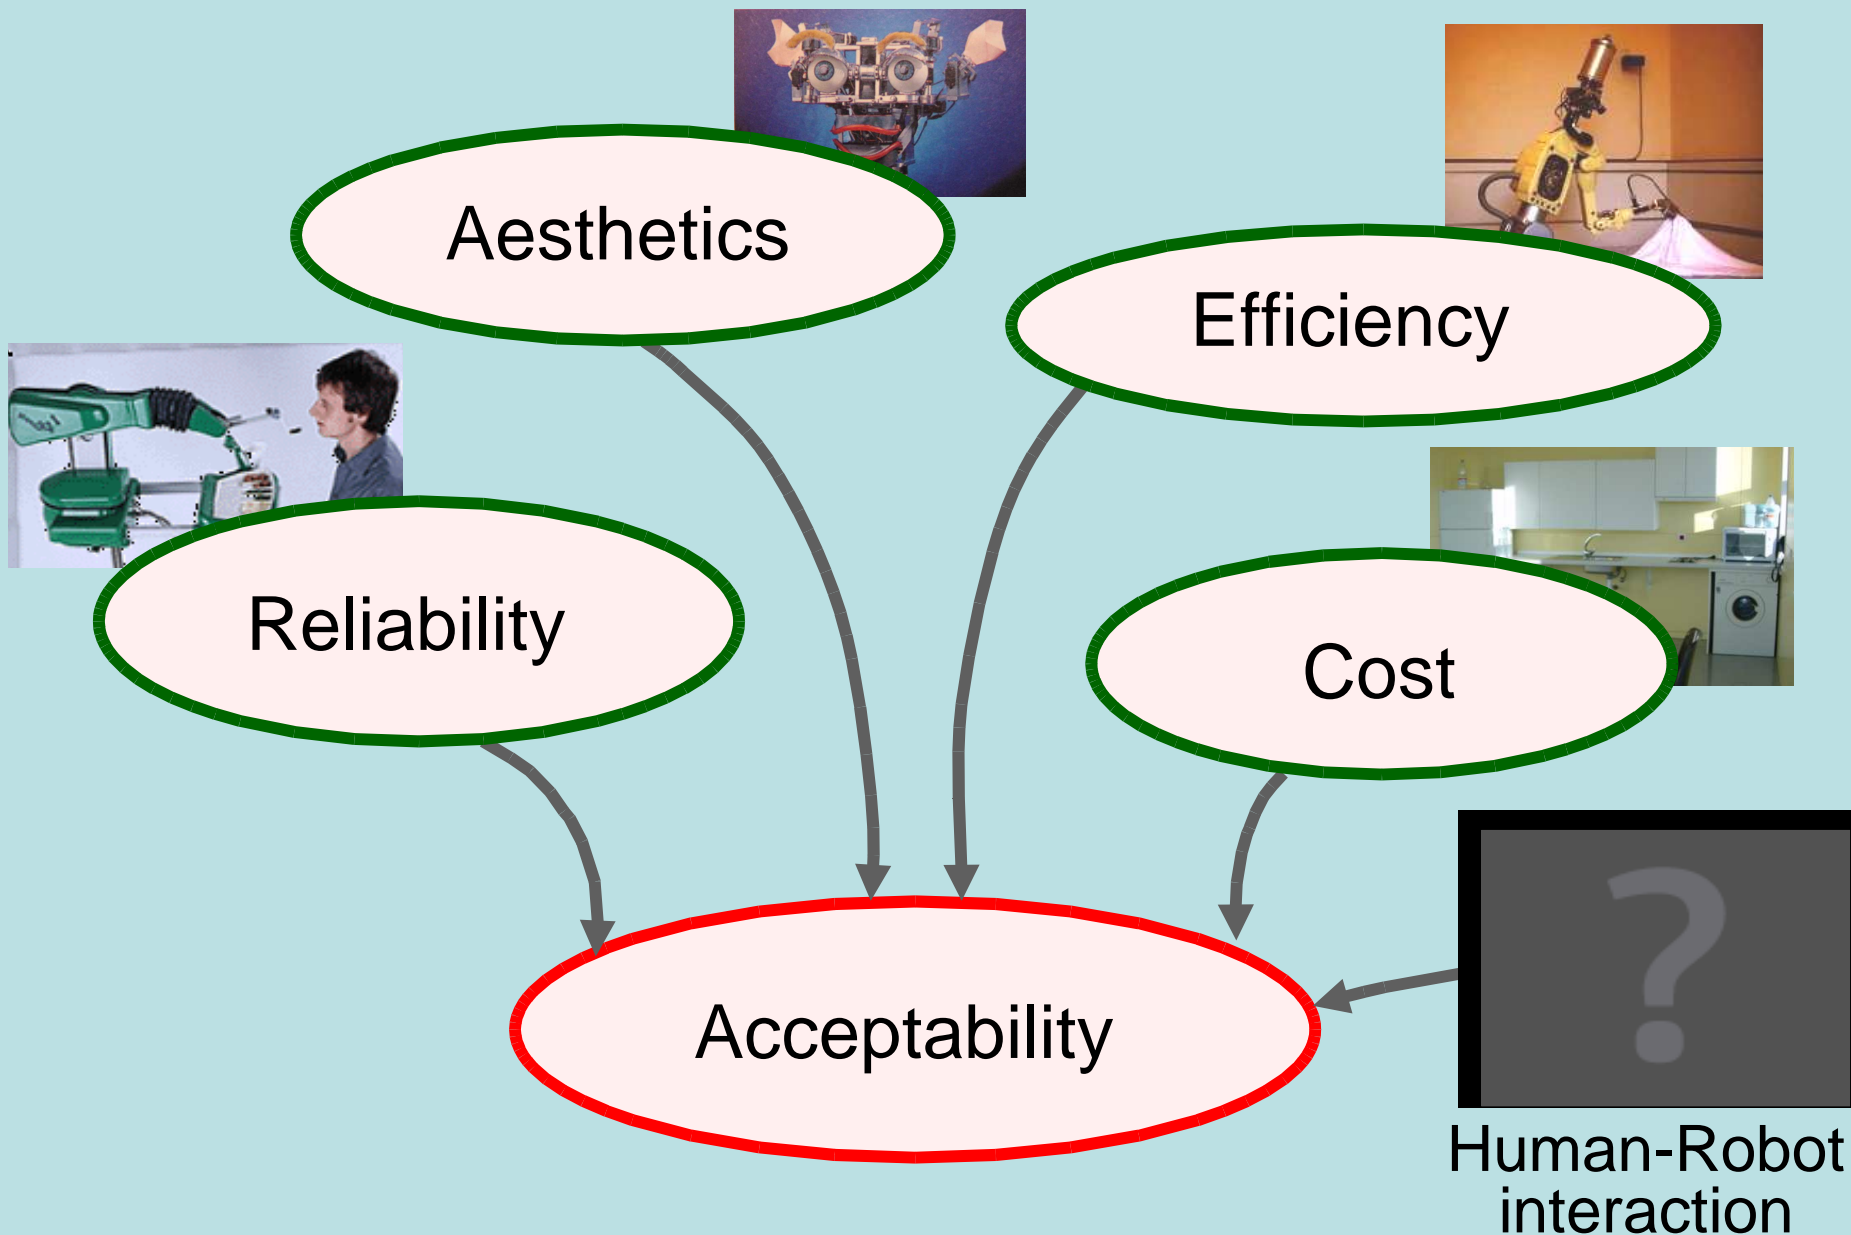 Aesthetics
Efficiency
Reliability
Cost
Acceptability
?
Human-Robot
interaction